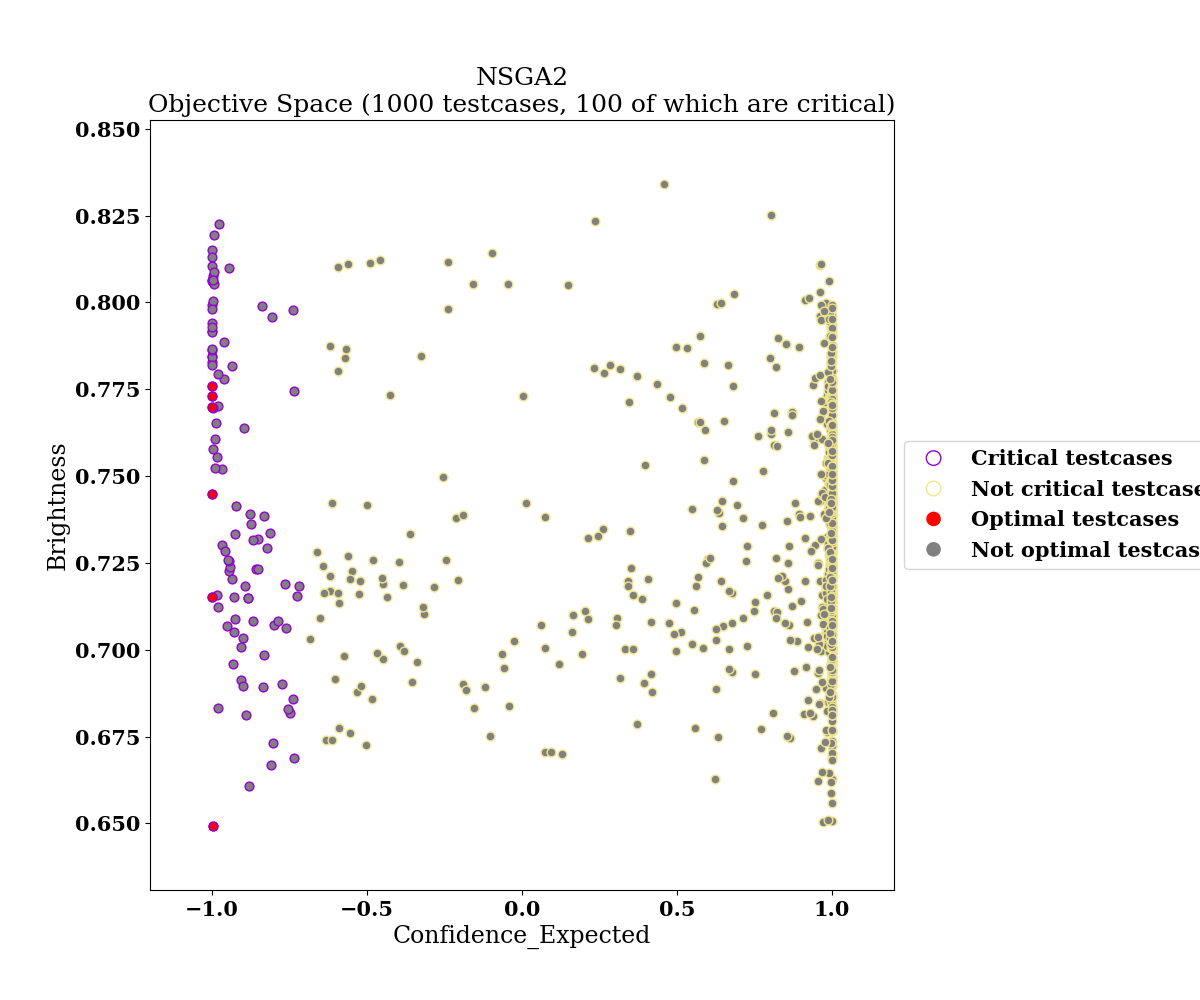 NSGA2
Objective Space (1000 testcases, 100 of which are critical)
0.850
0.825
0.800
0.775
0.750
0.725
0.700
0.675
0.650
Brightness
−1.0
−0.5
0.0
0.5
1.0
Confidence_Expected
Critical testcases
Not critical testcase
Optimal testcases
Not optimal testcas